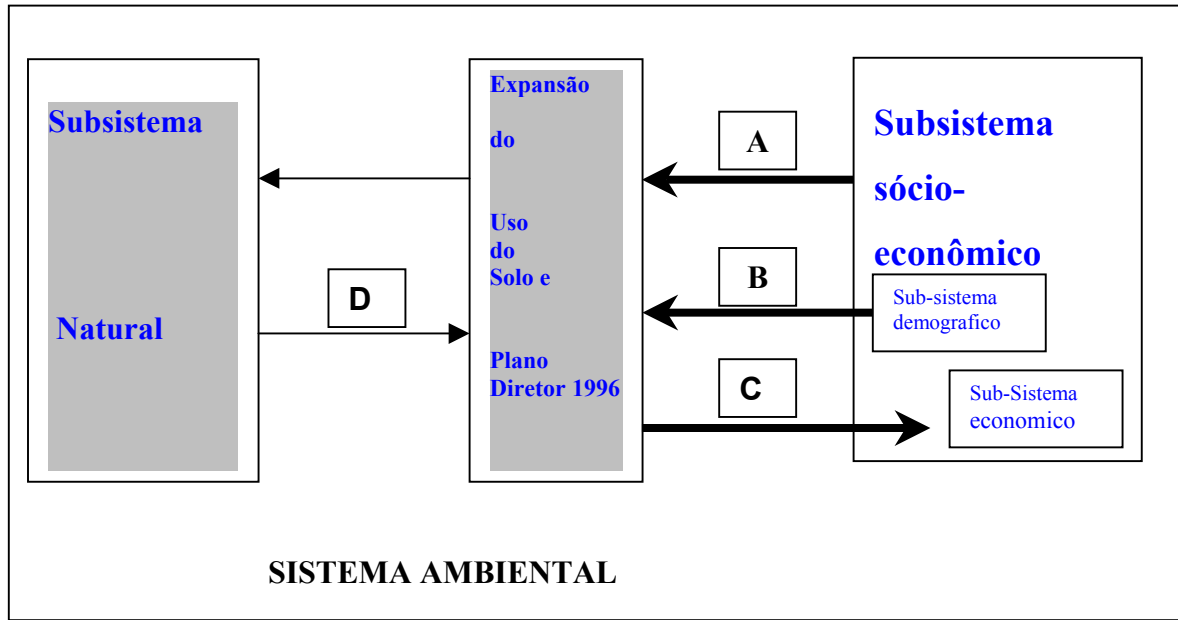 Subsistema
Natural
D
Expansão
do
Uso
do
Solo e
Plano
Diretor 1996
A
B
C
Subsistema
sócio-
econômico
Sub-sistema
demografico
Sub-Sistema
economico
SISTEMA AMBIENTAL